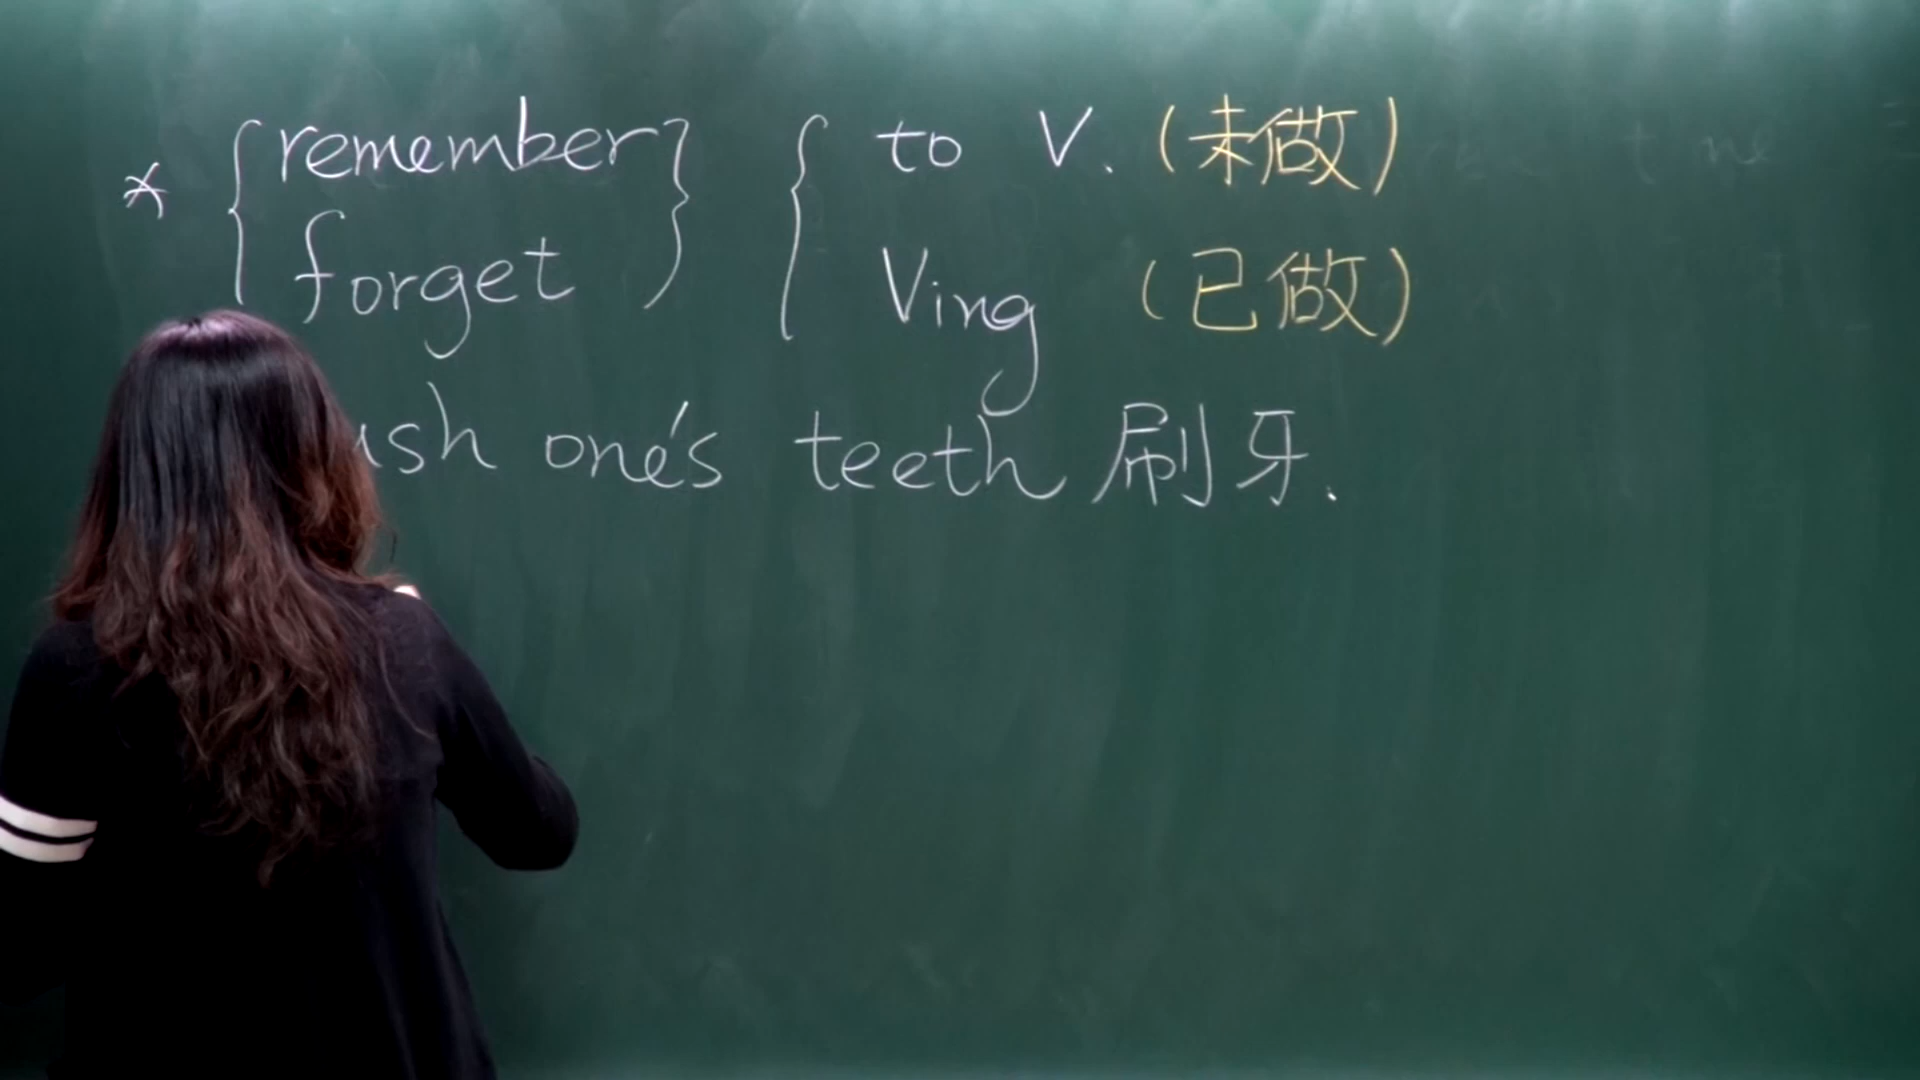 * { remember } { to V. (未做)
forget Ving (已做)
ush one's teeth 刷牙.